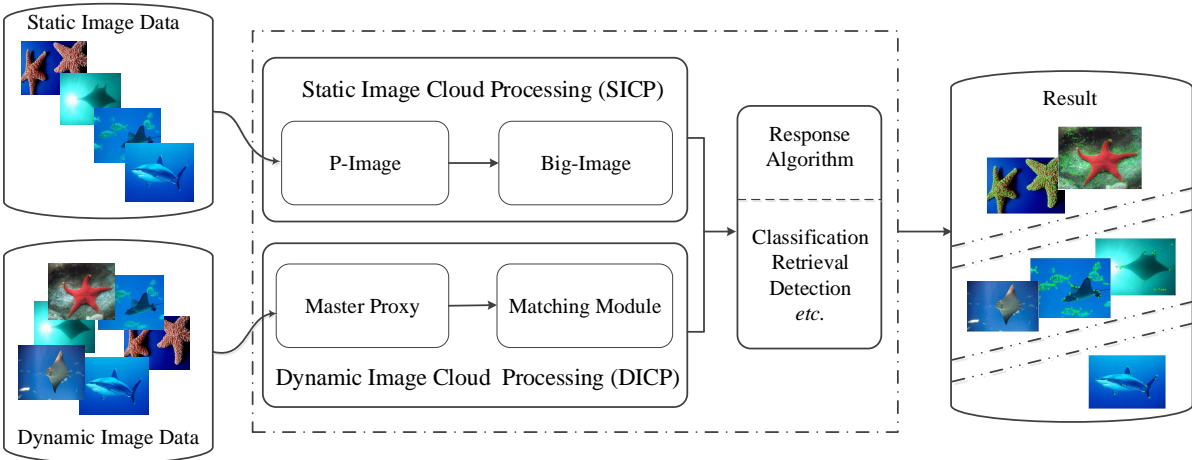 Static Image Data
Static Image Cloud Processing (SICP)
P-Image
Big-Image
Dynamic Image Data
Master Proxy
Matching Module
Dynamic Image Cloud Processing (DICP)
Response
Algorithm
Classification
Retrieval
Detection
etc.
Result